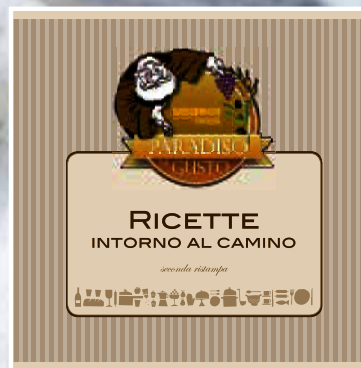 PARADISO
GUSTO
RICETTE
INTORNO AL CAMINO
seconda ristampa